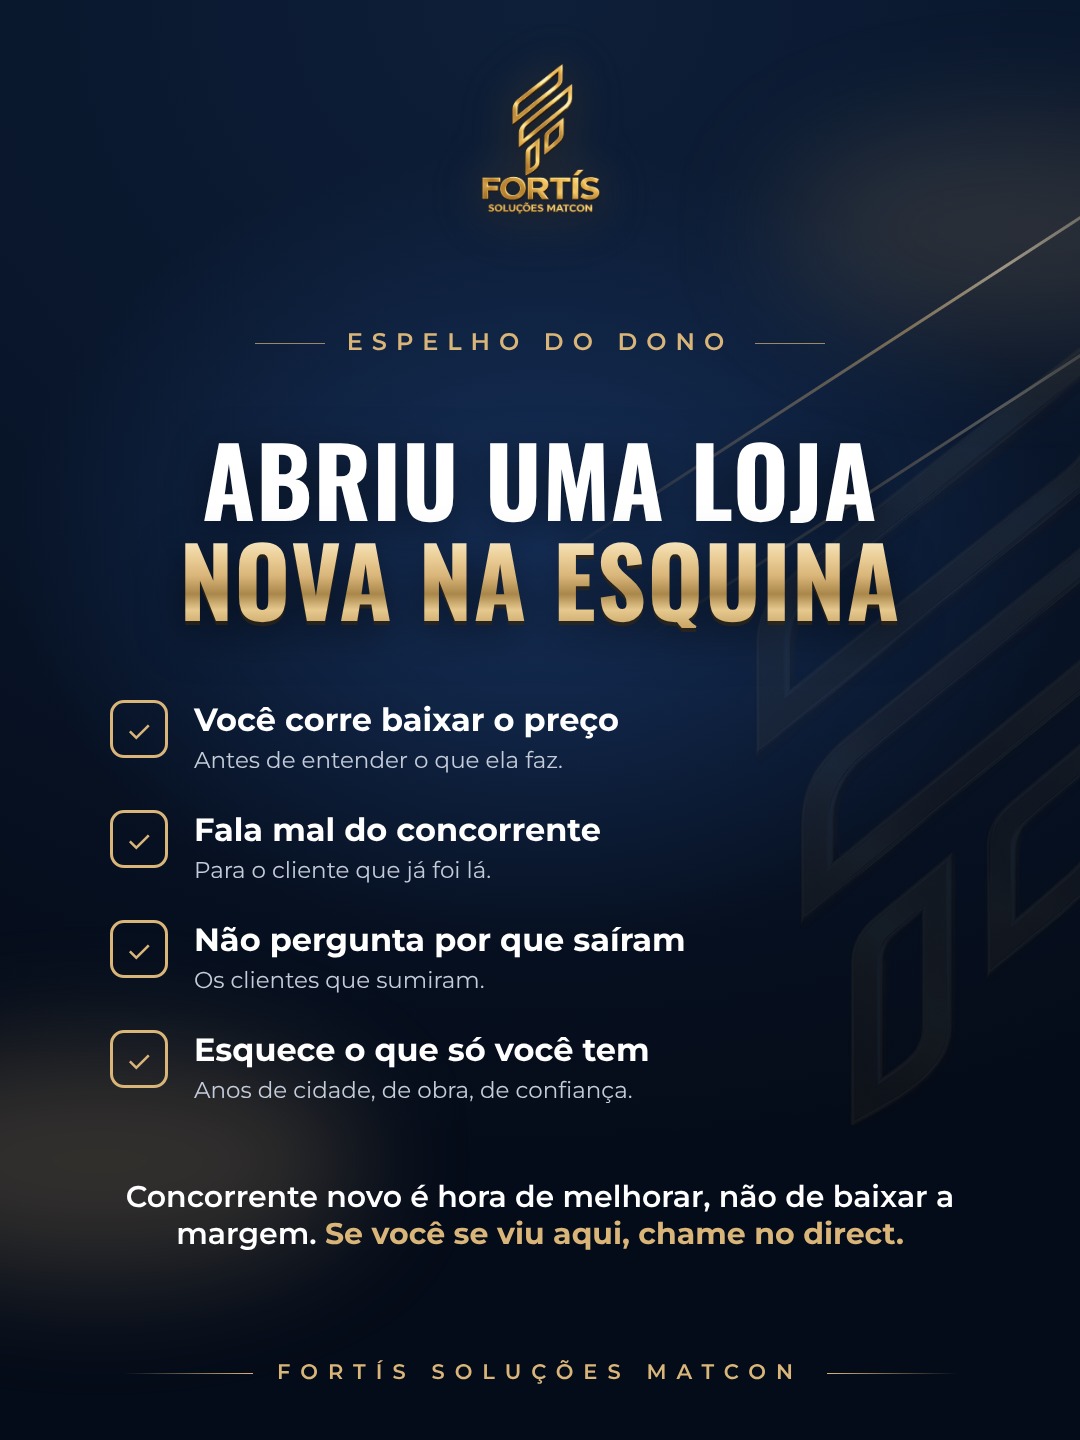 FORTÍS
SOLUÇÕES MATCON
ESPELHO DO DONO
ABRIU UMA LOJA
NOVA NA ESQUINA
Você corre baixar o preço
Antes de entender o que ela faz.
Fala mal do concorrente
Para o cliente que já foi lá.
Não pergunta por que saíram
Os clientes que sumiram.
Esquece o que só você tem
Anos de cidade, de obra, de confiança.
Concorrente novo é hora de melhorar, não de baixar a
margem. Se você se viu aqui, chame no direct.
FORTÍS SOLUÇÕES MATCON